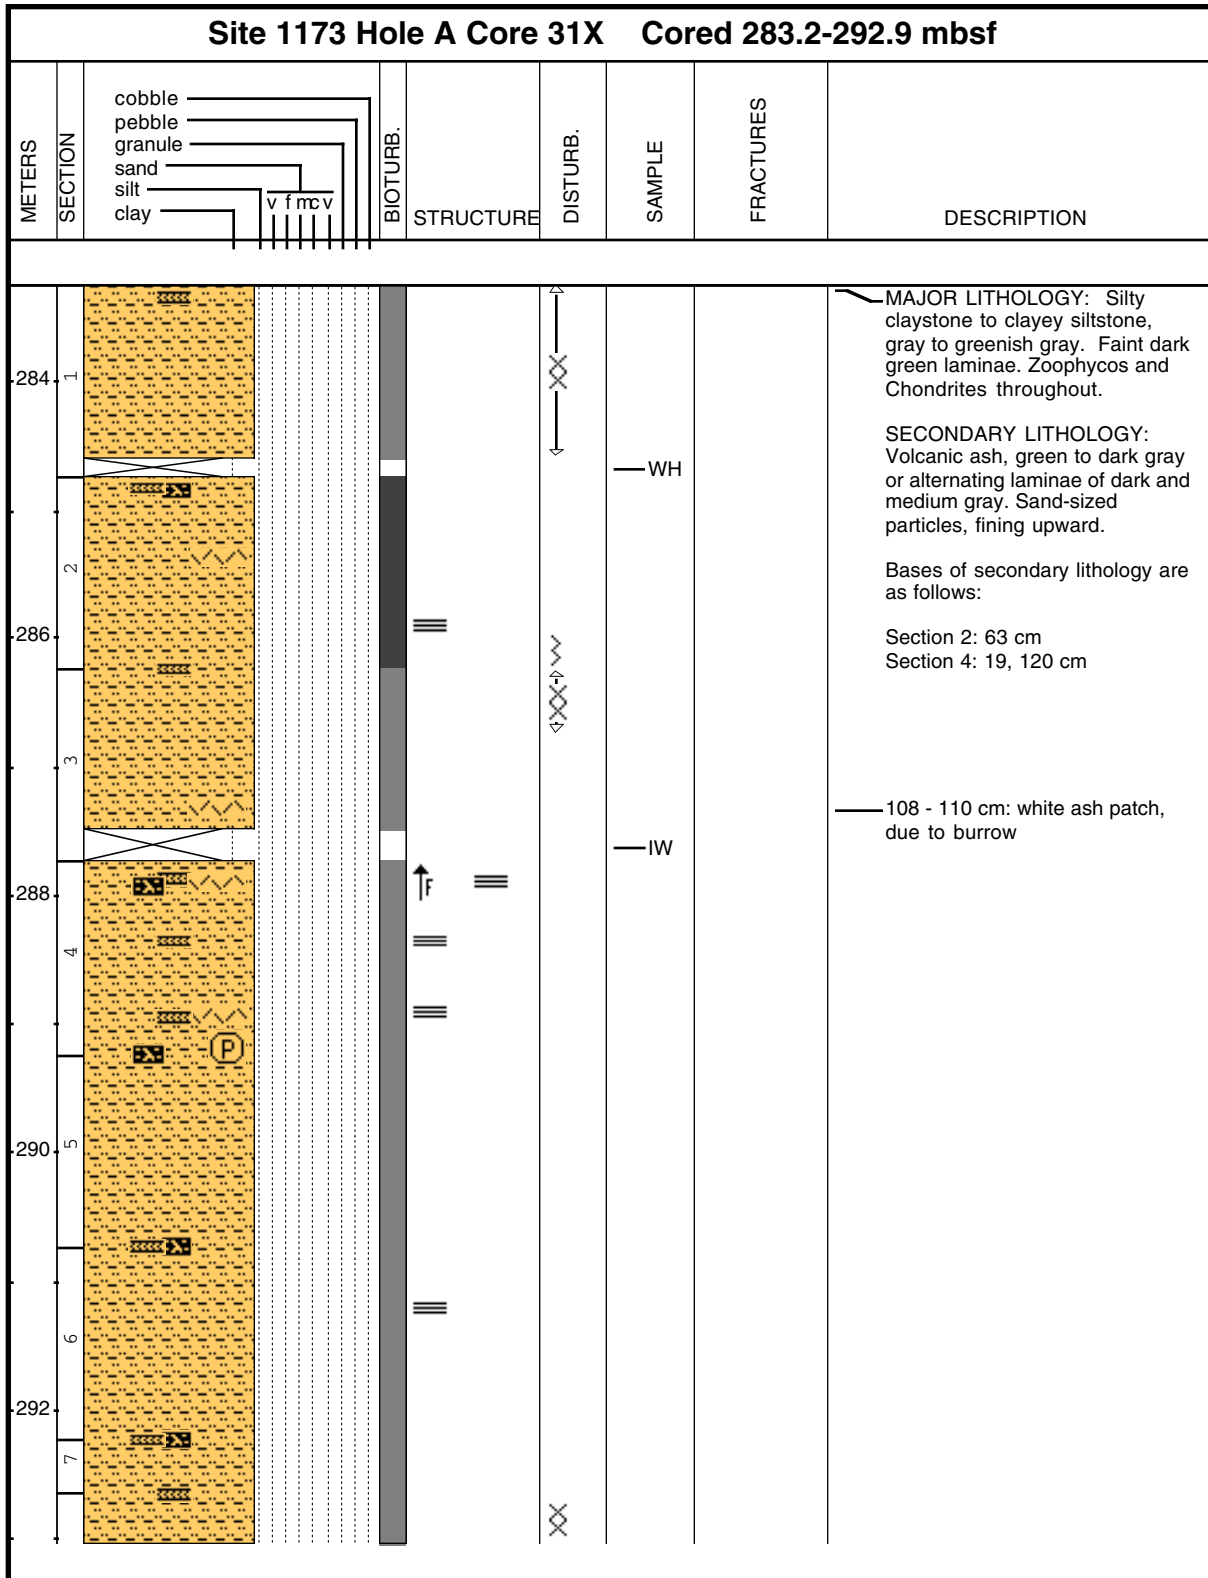 Site 1173 Hole A Core 31X Cored 283.2-292.9 mbsf
METERS
SECTION
cobble
pebble
granule
sand
silt
v f m c v
clay
BIOTURB.
STRUCTURE
DISTURB.
SAMPLE
FRACTURES
DESCRIPTION
MAJOR LITHOLOGY: Silty
claystone to clayey siltstone,
gray to greenish gray. Faint dark
green laminae. Zoophycos and
Chondrites throughout.
SECONDARY LITHOLOGY:
Volcanic ash, green to dark gray
or alternating laminae of dark and
medium gray. Sand-sized
particles, fining upward.
Bases of secondary lithology are
as follows:
Section 2: 63 cm
Section 4: 19, 120 cm
108 - 110 cm: white ash patch,
due to burrow
284
1
WH
2
286
3
IW
288
F
4
P
290
5
6
292
7